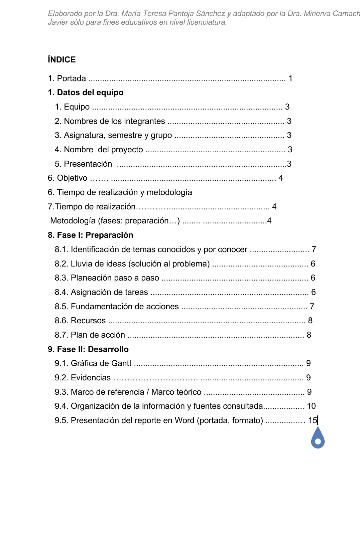 Elaborado por la Dra. María Teresa Pantoja Sánchez y adaptado por la Dra. Minerva Camach
Javier sólo para fines educativos en nivel licenciatura.
ÍNDICE
1. Portada ........................................................................................ 1
1. Datos del equipo
1. Equipo .................................................................................... 3
2. Nombres de los integrantes .................................................... 3
3. Asignatura, semestre y grupo ................................................. 3
4. Nombre del proyecto .............................................................. 3
5. Presentación ...........................................................................3
6. Objetivo ……. ......................................................................... 4
6. Tiempo de realización y metodología
7.Tiempo de realización…………………………………………... 4
Metodología (fases: preparación…) ........ ............................4
8. Fase I: Preparación
8.1. Identificación de temas conocidos y por conocer .......................... 7
8.2. Lluvia de ideas (solución al problema) .......................................... 6
8.3. Planeación paso a paso ................................................................ 6
8.4. Asignación de tareas ..................................................................... 6
8.5. Fundamentación de acciones ....................................................... 7
8.6. Recursos ...................................................................................... 8
8.7. Plan de acción .............................................................................. 8
9. Fase II: Desarrollo
9.1. Gráfica de Gantl ........................................................................... 9
9.2. Evidencias ……………………………….......................................... 9
9.3. Marco de referencia / Marco teórico ............................................ 9
9.4. Organización de la información y fuentes consultada.................. 10
9.5. Presentación del reporte en Word (portada, formato) ................. 15